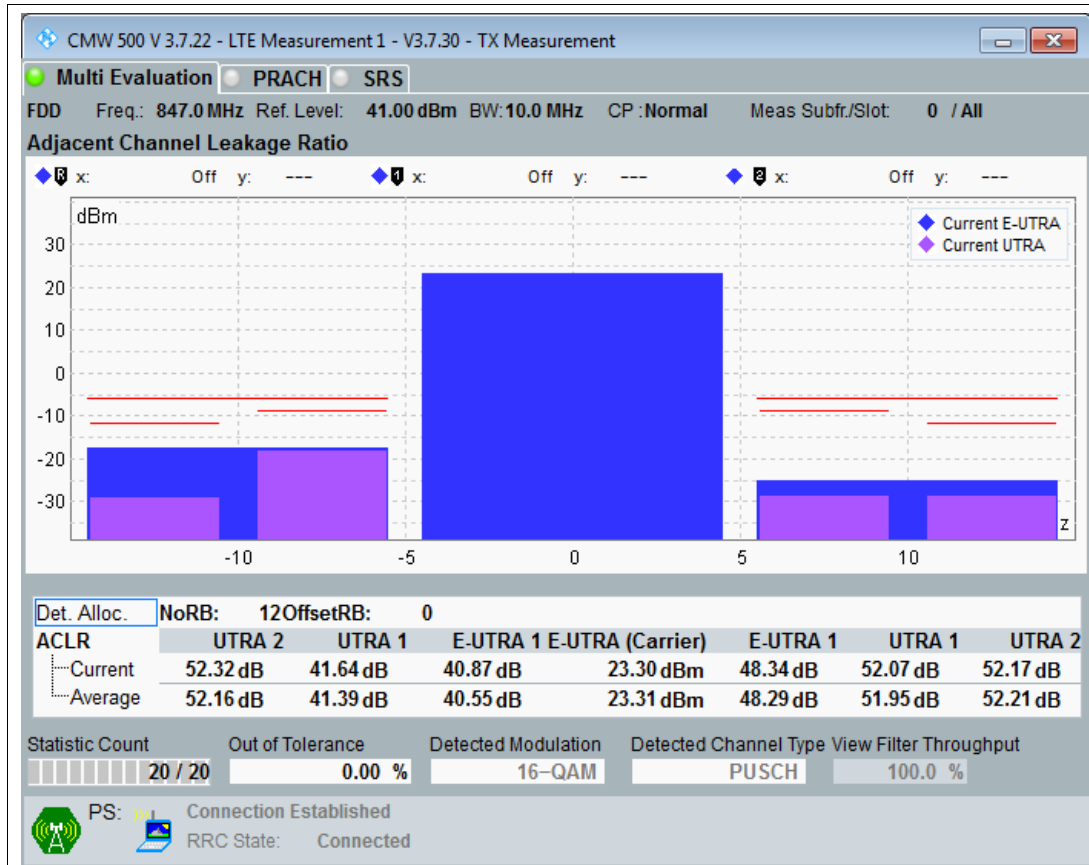 CMW 500 V 3.7.22 - LTE Measurement 1 - V3.7.30 - TX Measurement
Multi Evaluation PRACH SRS
FDD Freq.: 847.0 MHz Ref. Level: 41.00 dBm BW: 10.0 MHz CP : Normal Meas Subfr./Slot: 0 / All
Adjacent Channel Leakage Ratio
R x: Off y: --- 1 x: Off y: --- 2 x: Off y: ---
dBm
Current E-UTRA
Current UTRA
30
20
10
0
-10
-20
-30
z
-10 -5 0 5 10
Det. Alloc. NoRB: 12 OffsetRB: 0
ACLR UTRA 2 UTRA 1 E-UTRA 1 E-UTRA (Carrier) E-UTRA 1 UTRA 1 UTRA 2
Current 52.32 dB 41.64 dB 40.87 dB 23.30 dBm 48.34 dB 52.07 dB 52.17 dB
Average 52.16 dB 41.39 dB 40.55 dB 23.31 dBm 48.29 dB 51.95 dB 52.21 dB
Statistic Count Out of Tolerance Detected Modulation Detected Channel Type View Filter Throughput
20 / 20 0.00 % 16-QAM PUSCH 100.0 %
PS: Connection Established
RRC State: Connected